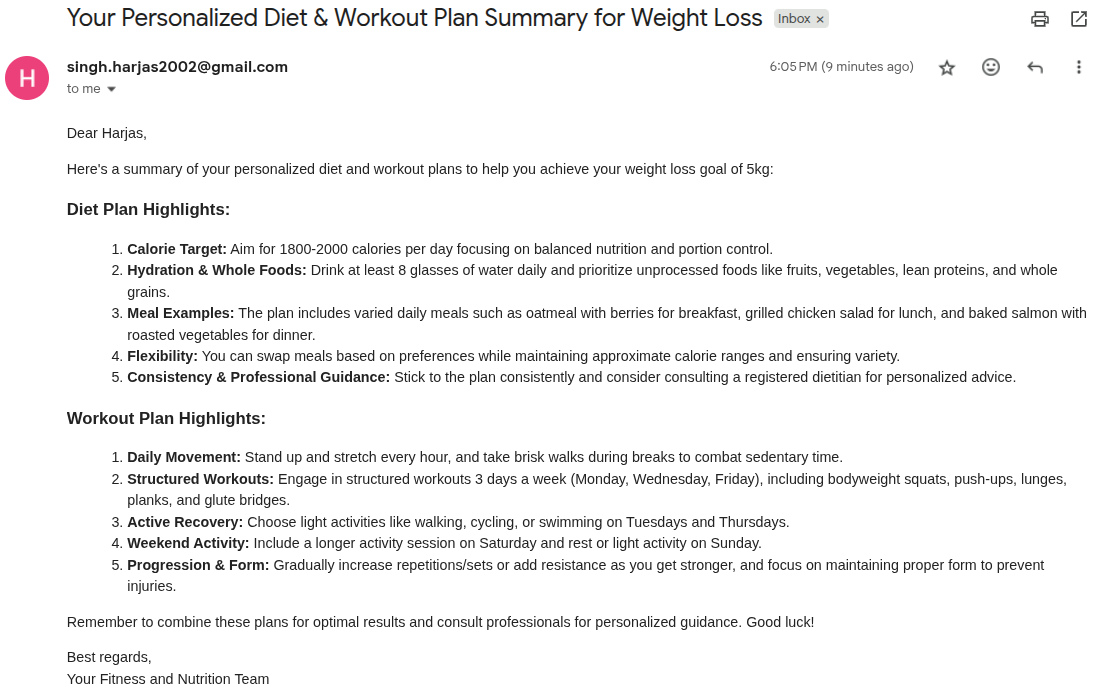 Your Personalized Diet & Workout Plan Summary for Weight Loss Inbox ×
H
singh.harjas2002@gmail.com 6:05 PM (9 minutes ago)
to me
Dear Harjas,
Here's a summary of your personalized diet and workout plans to help you achieve your weight loss goal of 5kg:
Diet Plan Highlights:
1. Calorie Target: Aim for 1800-2000 calories per day focusing on balanced nutrition and portion control.
2. Hydration & Whole Foods: Drink at least 8 glasses of water daily and prioritize unprocessed foods like fruits, vegetables, lean proteins, and whole
grains.
3. Meal Examples: The plan includes varied daily meals such as oatmeal with berries for breakfast, grilled chicken salad for lunch, and baked salmon with
roasted vegetables for dinner.
4. Flexibility: You can swap meals based on preferences while maintaining approximate calorie ranges and ensuring variety.
5. Consistency & Professional Guidance: Stick to the plan consistently and consider consulting a registered dietitian for personalized advice.
Workout Plan Highlights:
1. Daily Movement: Stand up and stretch every hour, and take brisk walks during breaks to combat sedentary time.
2. Structured Workouts: Engage in structured workouts 3 days a week (Monday, Wednesday, Friday), including bodyweight squats, push-ups, lunges,
planks, and glute bridges.
3. Active Recovery: Choose light activities like walking, cycling, or swimming on Tuesdays and Thursdays.
4. Weekend Activity: Include a longer activity session on Saturday and rest or light activity on Sunday.
5. Progression & Form: Gradually increase repetitions/sets or add resistance as you get stronger, and focus on maintaining proper form to prevent
injuries.
Remember to combine these plans for optimal results and consult professionals for personalized guidance. Good luck!
Best regards,
Your Fitness and Nutrition Team